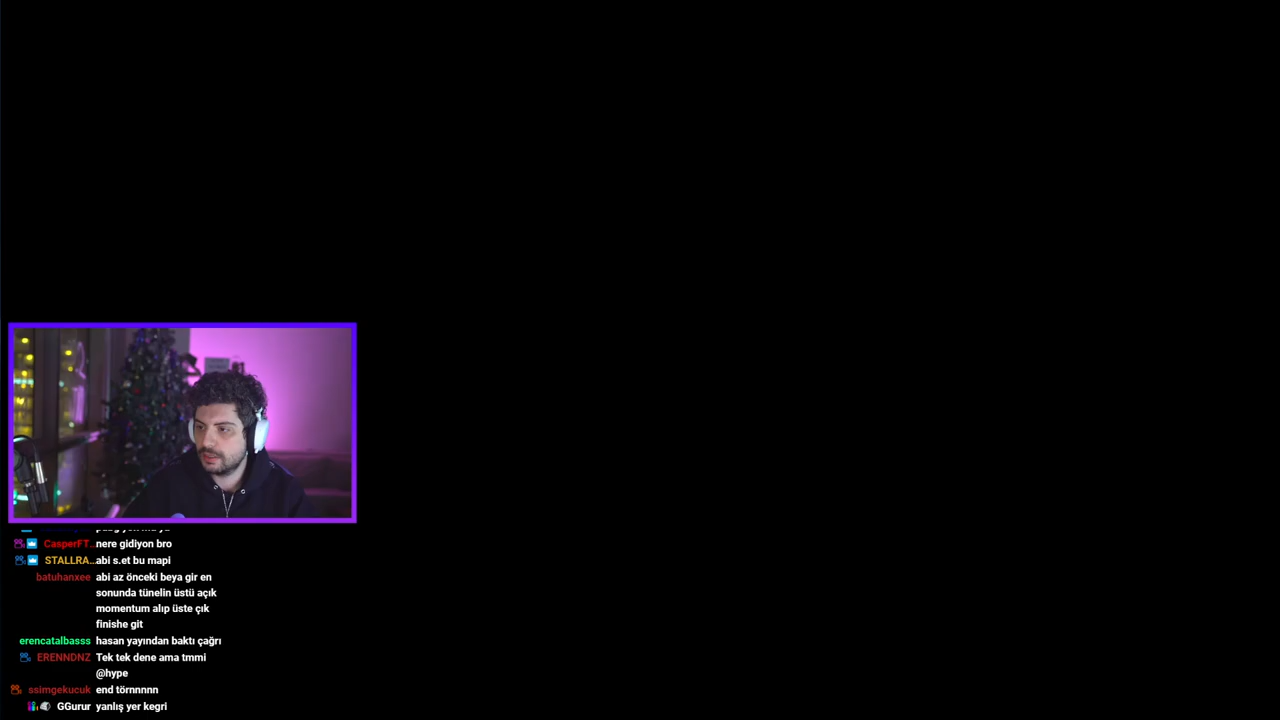 CasperFT... nere gidiyon bro
STALLRA... abi s.et bu mapi
batuhanxee abi az önceki beya gir en
sonunda tünelin üstü açık
momentum alıp üste çık
finishe git
erencatalbasss hasan yayından baktı çağrı
ERENNDNZ Tek tek dene ama tmmi
@hype
ssimgekucuk end törnnnnn
GGurur yanlış yer kegri